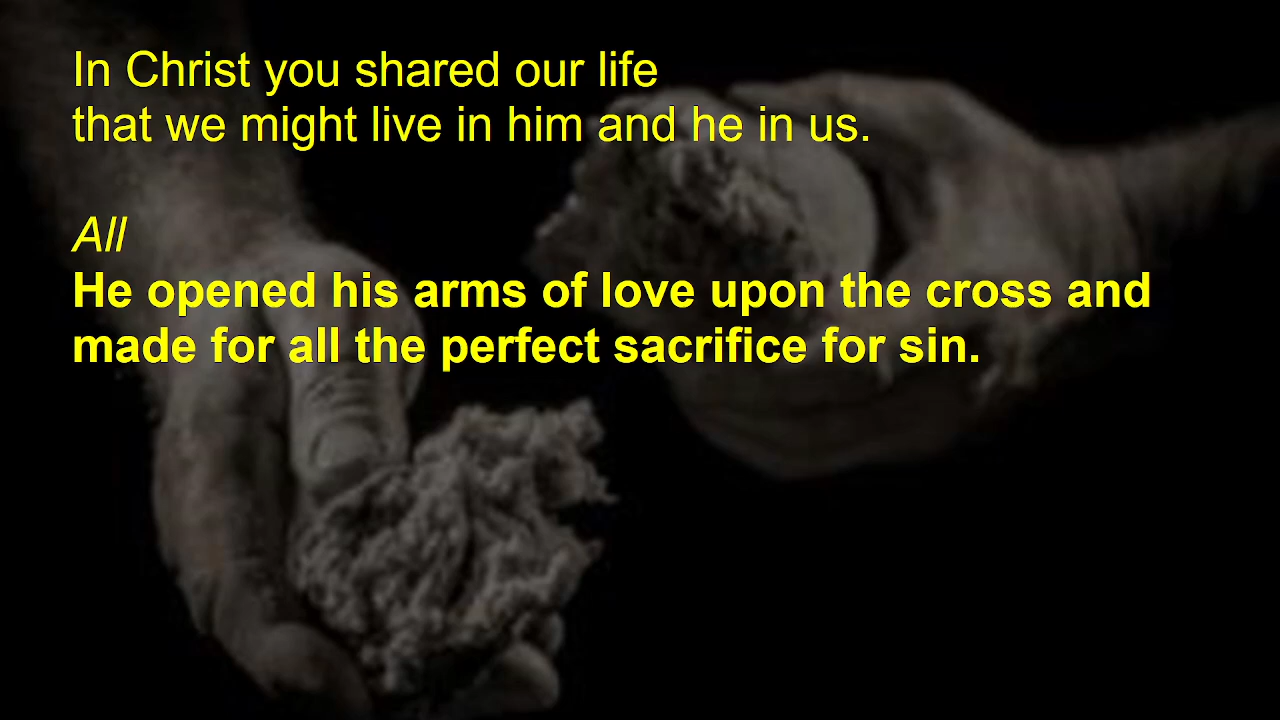 In Christ you shared our life
that we might live in him and he in us.
All
He opened his arms of love upon the cross and
made for all the perfect sacrifice for sin.